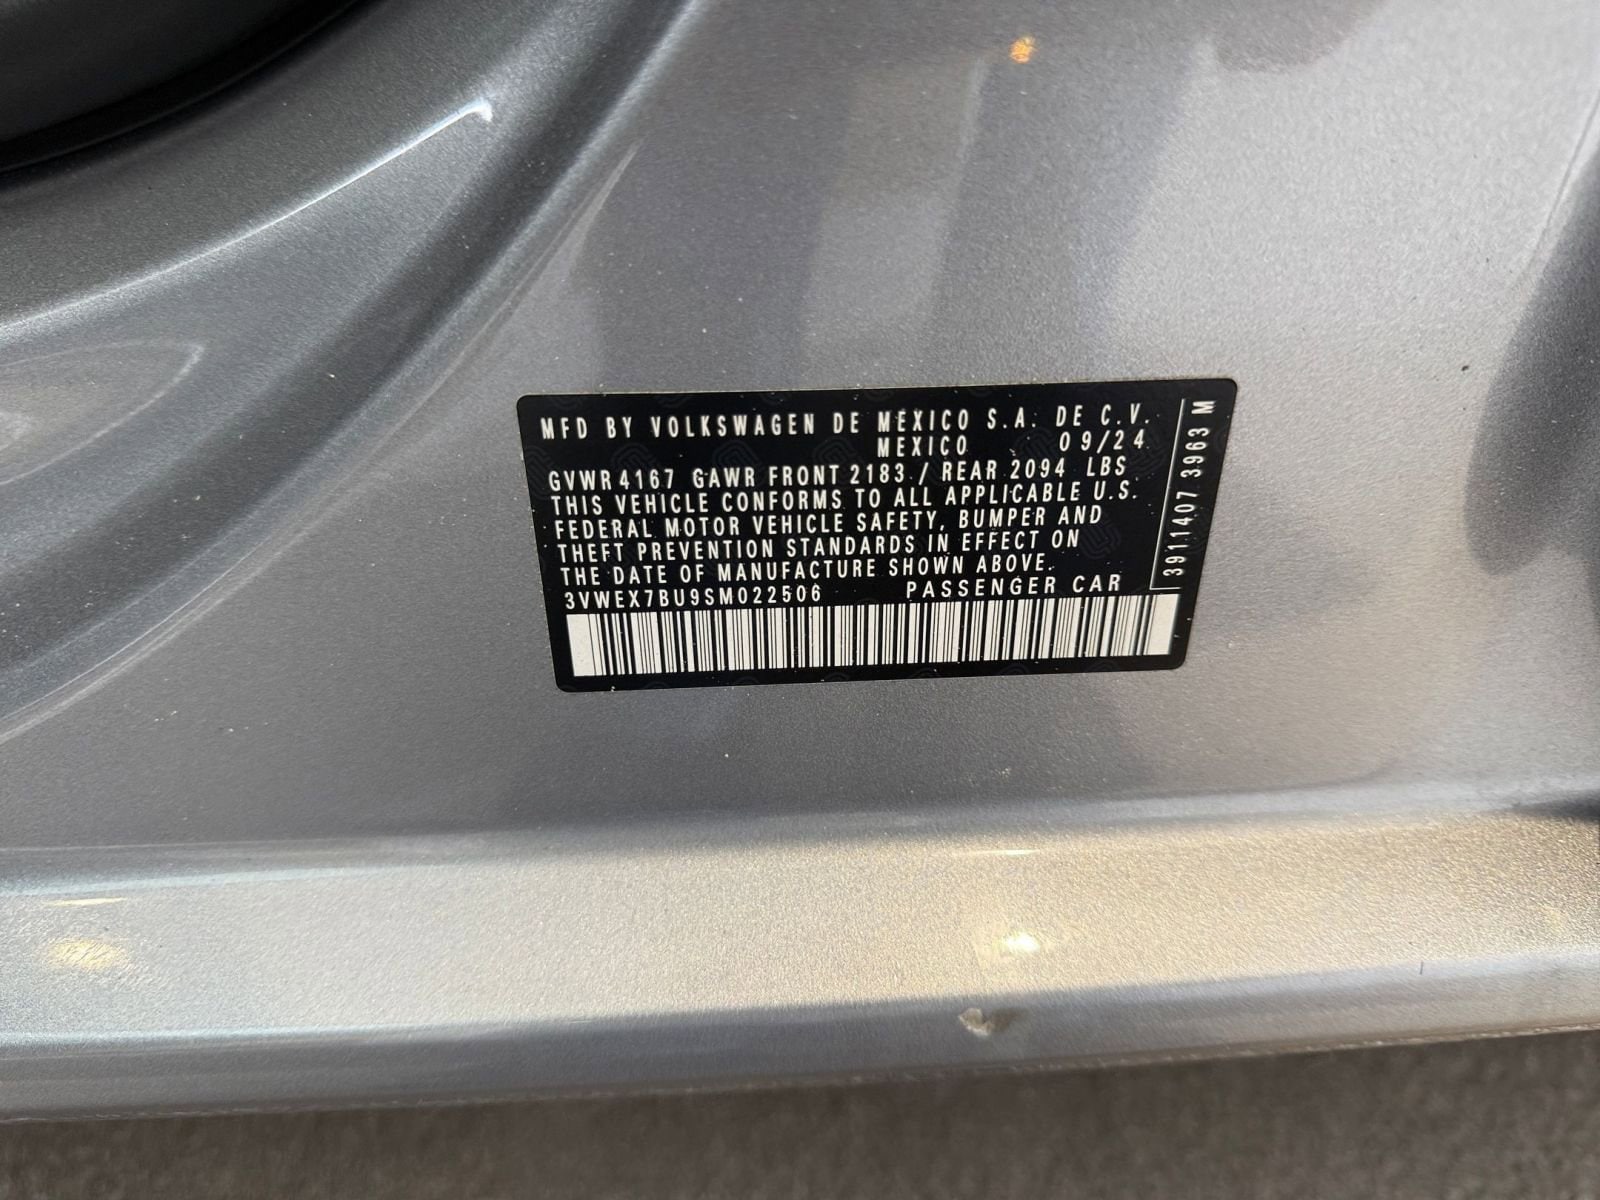 MFD BY VOLKSWAGEN DE MÉXICO S.A. DE C.V.
MEXICO 09/24
GVWR 4167 GAWR FRONT 2183 / REAR 2094 LBS
THIS VEHICLE CONFORMS TO ALL APPLICABLE U.S.
FEDERAL MOTOR VEHICLE SAFETY, BUMPER AND
THEFT PREVENTION STANDARDS IN EFFECT ON
THE DATE OF MANUFACTURE SHOWN ABOVE.
3VWEX7BU9SM022506 PASSENGER CAR
3911407 3963 M